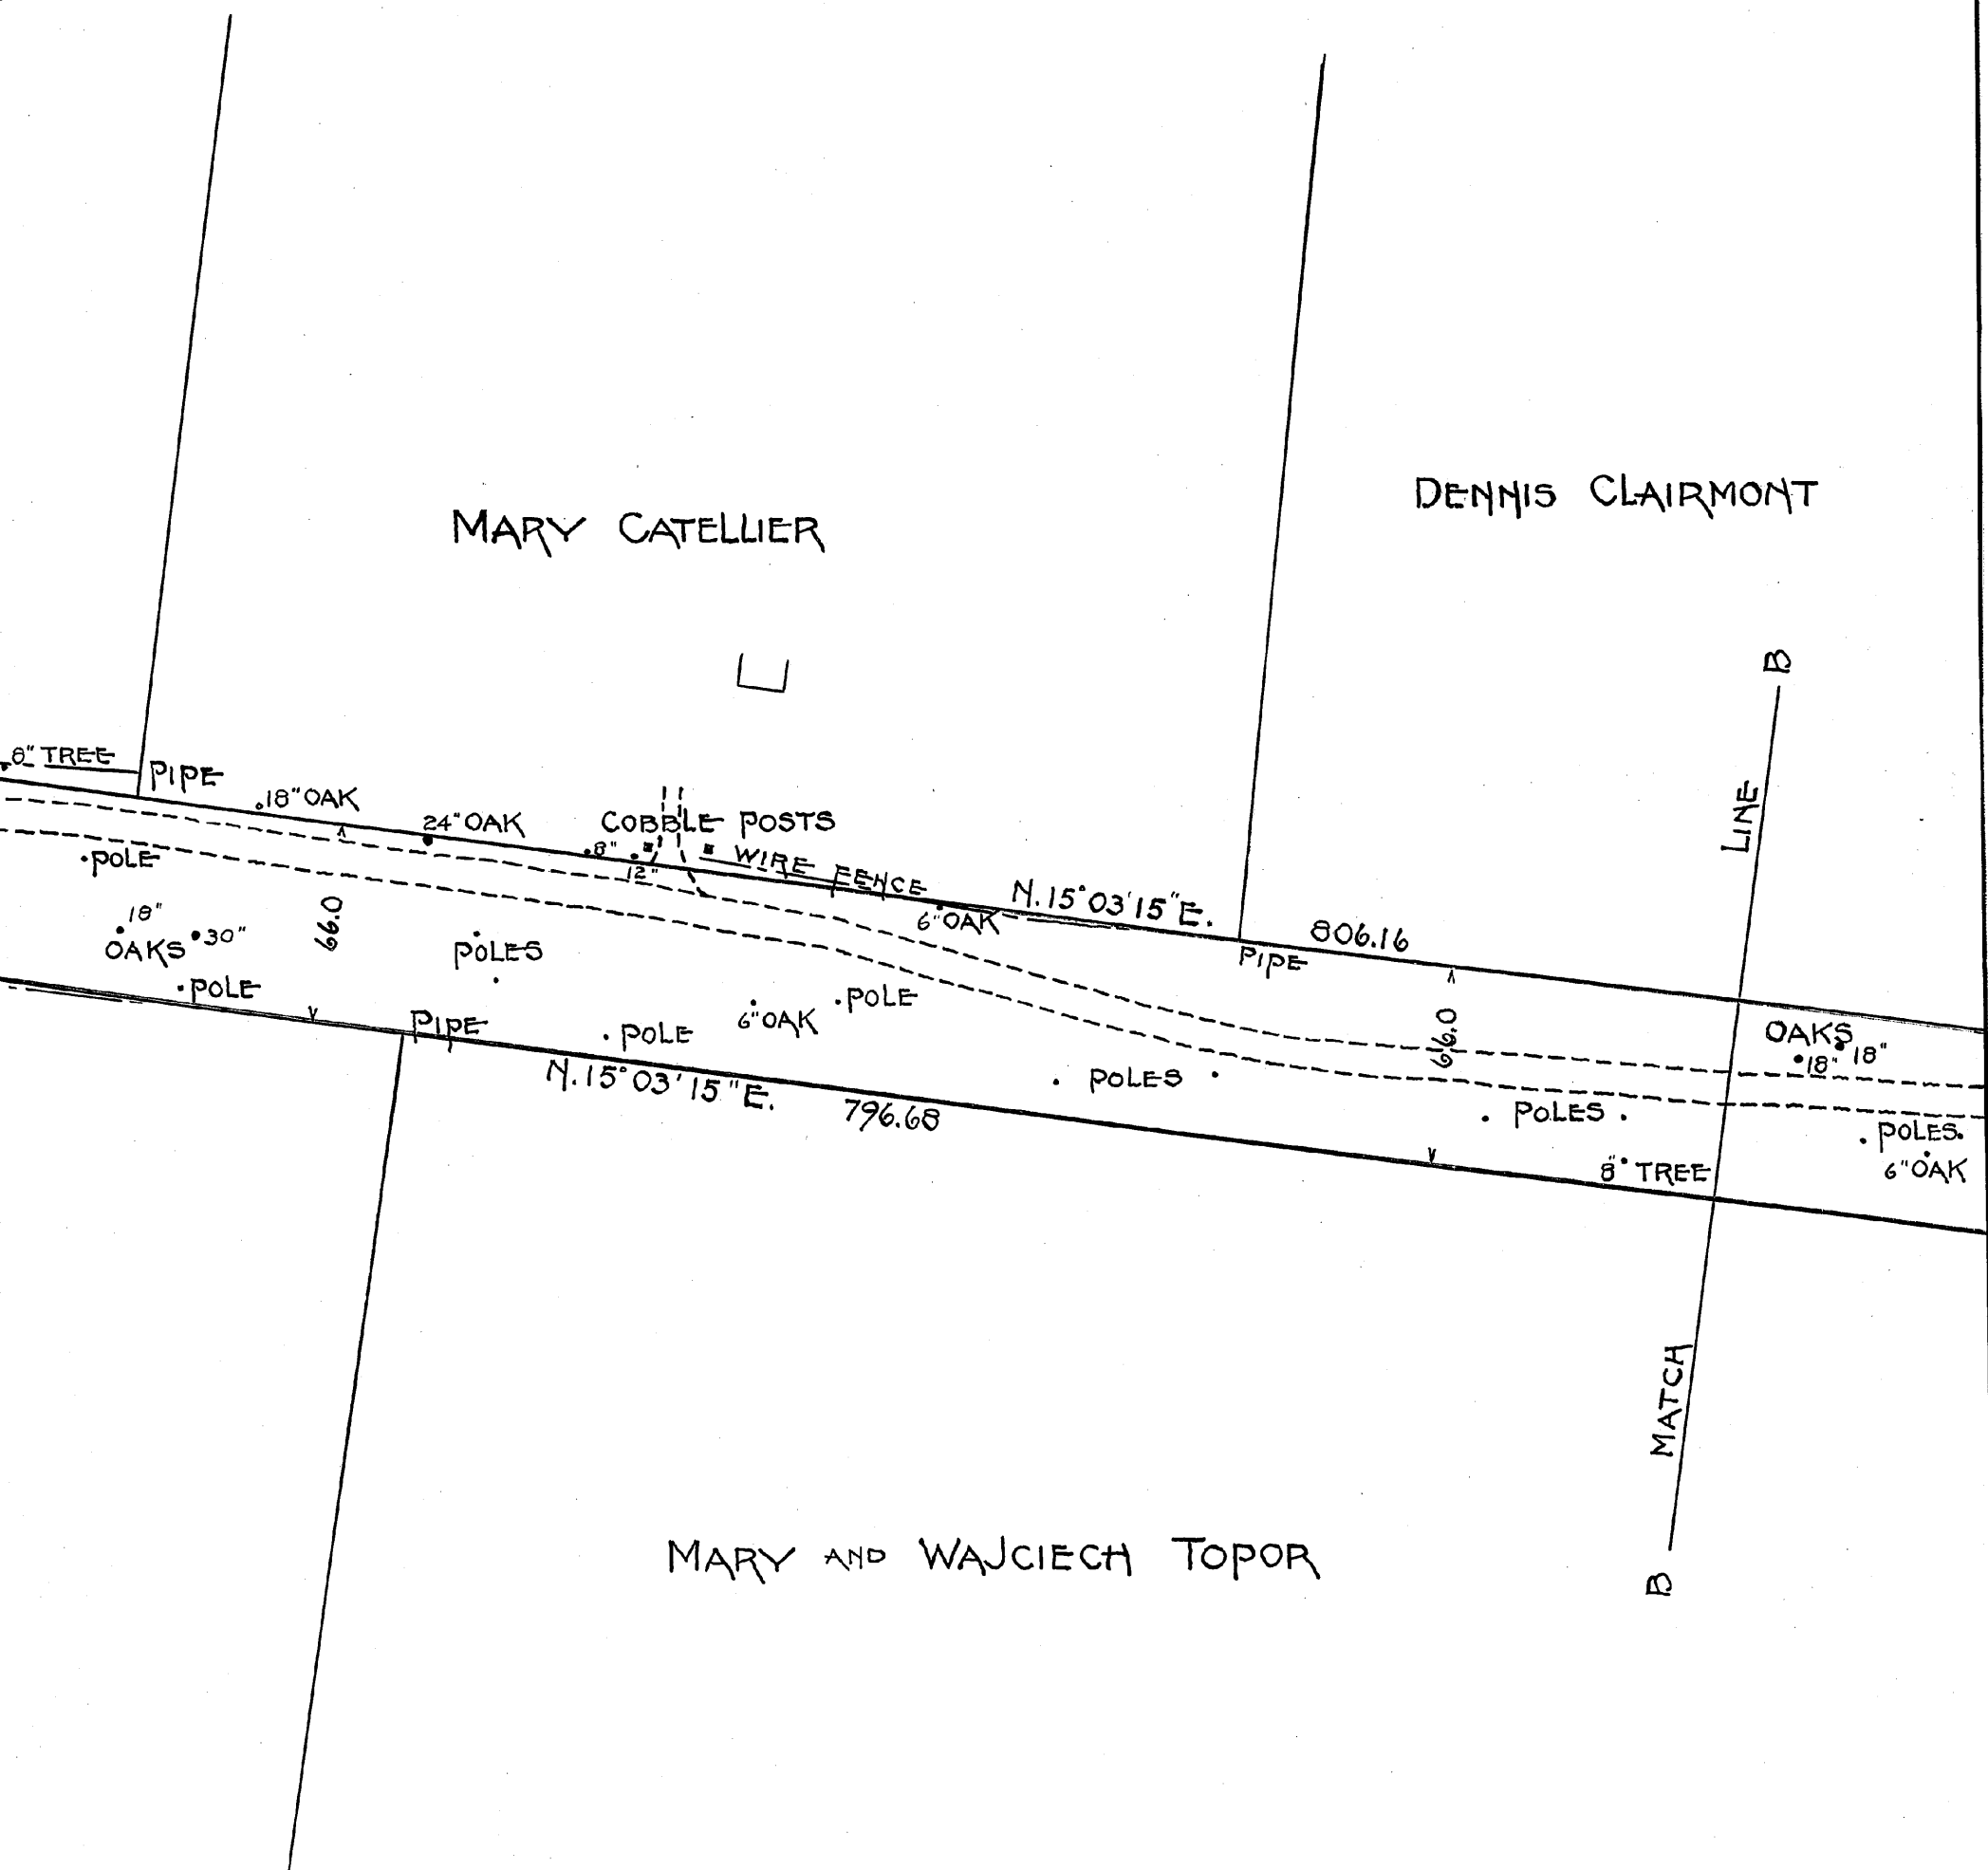 DENNIS CLAIRMONT
MARY CATELLIER
B
LINE
8" TREE
PIPE
18" OAK
24" OAK
COBBLE POSTS
8"
12"
WIRE FENCE
6" OAK
N. 15° 03' 15" E.
806.16
PIPE
POLE
18"
OAKS 30"
66.0
POLES
POLE
PIPE
POLE
6" OAK
POLE
N. 15° 03' 15" E.
796.68
POLES
66.0
OAKS
18" 18"
POLES
POLES
6" OAK
8" TREE
MATCH
MARY AND WAJCIECH TOPOR
B